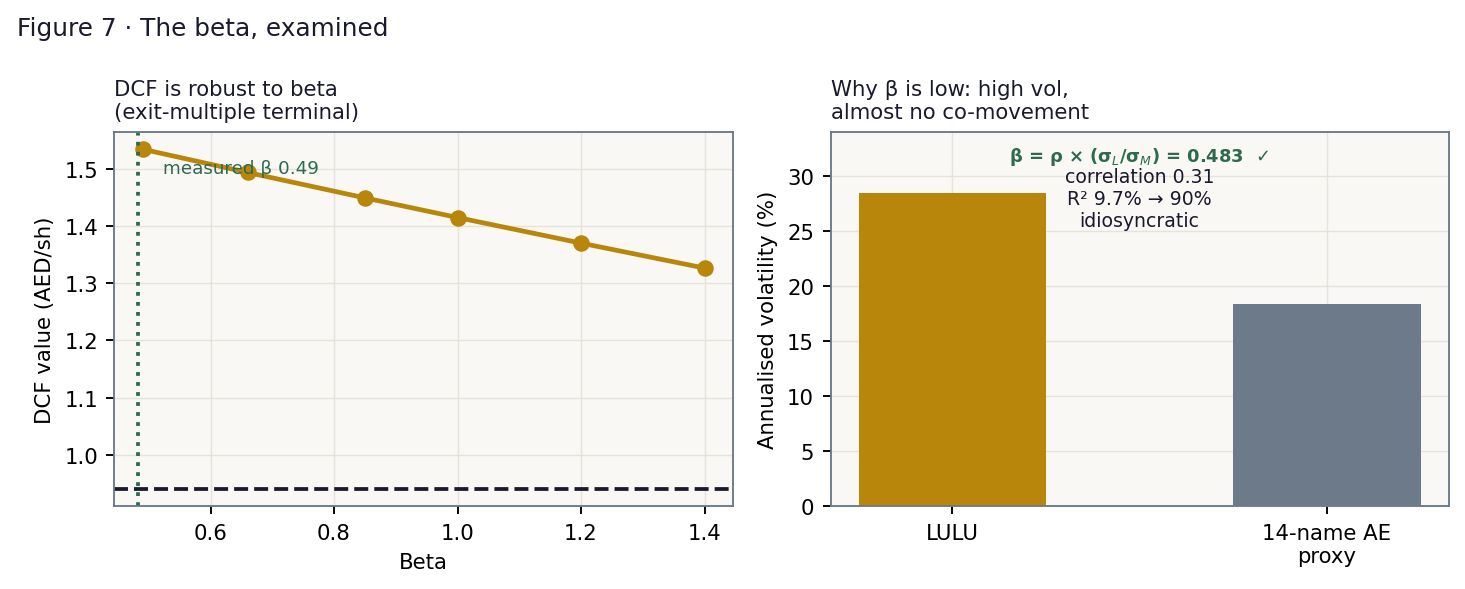 Figure 7 · The beta, examined
DCF is robust to beta
(exit-multiple terminal)
DCF value (AED/sh)
1.5
1.4
1.3
1.2
1.1
1.0
measured β 0.49
0.6 0.8 1.0 1.2 1.4
Beta
Why β is low: high vol,
almost no co-movement
Annualised volatility (%)
30
25
20
15
10
5
0
β = ρ × (σL/σM) = 0.483 ✓
correlation 0.31
R² 9.7% → 90%
idiosyncratic
LULU
14-name AE
proxy